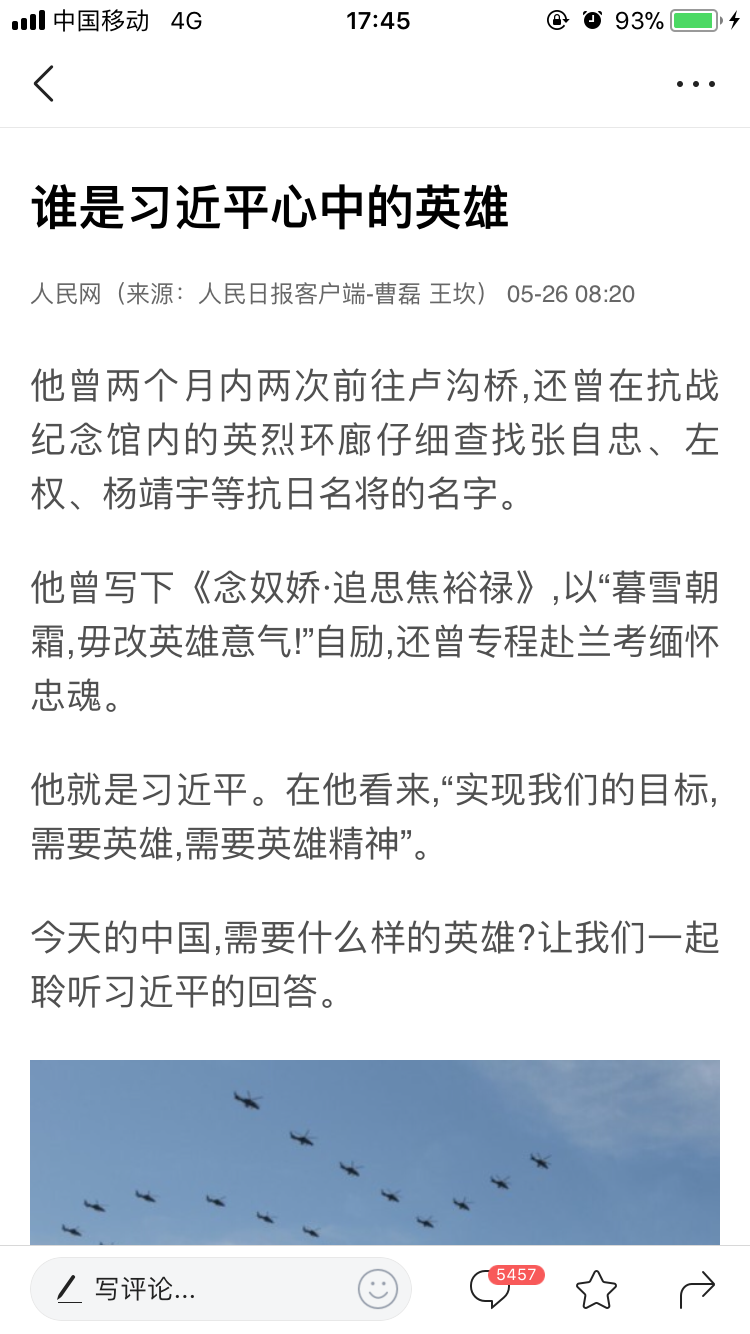 中国移动 4G 17:45 93%
谁是习近平心中的英雄
人民网（来源：人民日报客户端-曹磊 王坎） 05-26 08:20
他曾两个月内两次前往卢沟桥,还曾在抗战
纪念馆内的英烈环廊仔细查找张自忠、左
权、杨靖宇等抗日名将的名字。
他曾写下《念奴娇·追思焦裕禄》,以“暮雪朝
霜,毋改英雄意气!”自励,还曾专程赴兰考缅怀
忠魂。
他就是习近平。在他看来,“实现我们的目标,
需要英雄,需要英雄精神”。
今天的中国,需要什么样的英雄?让我们一起
聆听习近平的回答。
写评论... 5457